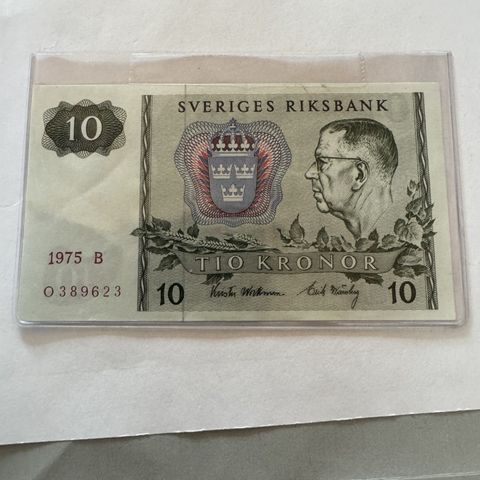 SVERIGES RIKSBANK
10
1975 B
O389623
TIO KRONOR
10
10